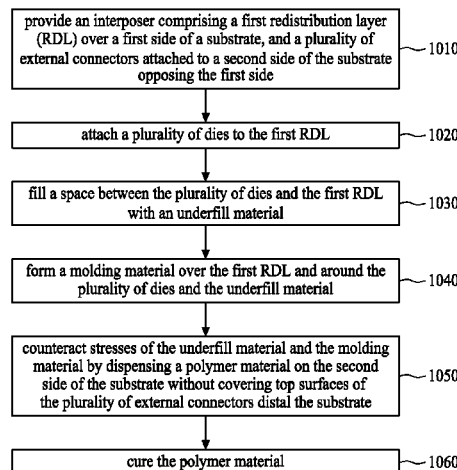 provide an interposer comprising a first redistribution layer
(RDL) over a first side of a substrate, and a plurality of
external connectors attached to a second side of the substrate
opposing the first side
1010
attach a plurality of dies to the first RDL
1020
fill a space between the plurality of dies and the first RDL
with an underfill material
1030
form a molding material over the first RDL and around the
plurality of dies and the underfill material
1040
counteract stresses of the underfill material and the molding
material by dispensing a polymer material on the second
side of the substrate without covering top surfaces of
the plurality of external connectors distal the substrate
1050
cure the polymer material
1060